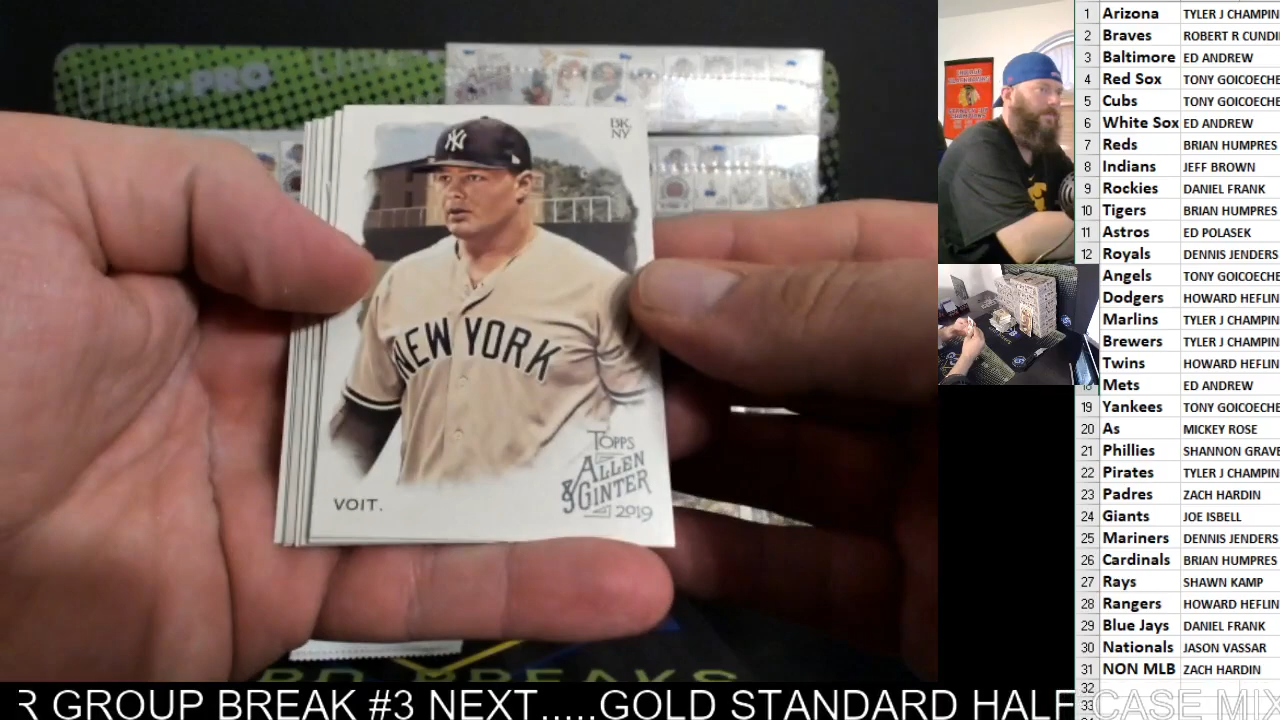 PRO
BK
NY
NEW YORK
TOPPS
ALLEN
& GINTER
2019
VOIT.
1 Arizona TYLER J CHAMPIN
2 Braves ROBERT R CUNDI
3 Baltimore ED ANDREW
4 Red Sox TONY GOICOECHE
5 Cubs TONY GOICOECHE
6 White Sox ED ANDREW
7 Reds BRIAN HUMPRES
8 Indians JEFF BROWN
9 Rockies DANIEL FRANK
10 Tigers BRIAN HUMPRES
11 Astros ED POLASEK
12 Royals DENNIS JENDERS
Angels TONY GOICOECHE
Dodgers HOWARD HEFLIN
Marlins TYLER J CHAMPIN
Brewers TYLER J CHAMPIN
Twins HOWARD HEFLIN
Mets ED ANDREW
19 Yankees TONY GOICOECHE
20 As MICKEY ROSE
21 Phillies SHANNON GRAVE
22 Pirates TYLER J CHAMPIN
23 Padres ZACH HARDIN
24 Giants JOE ISBELL
25 Mariners DENNIS JENDERS
26 Cardinals BRIAN HUMPRES
27 Rays SHAWN KAMP
28 Rangers HOWARD HEFLIN
29 Blue Jays DANIEL FRANK
30 Nationals JASON VASSAR
31 NON MLB ZACH HARDIN
32
33
R GROUP BREAK #3 NEXT.....GOLD STANDARD HALF CASE MIX